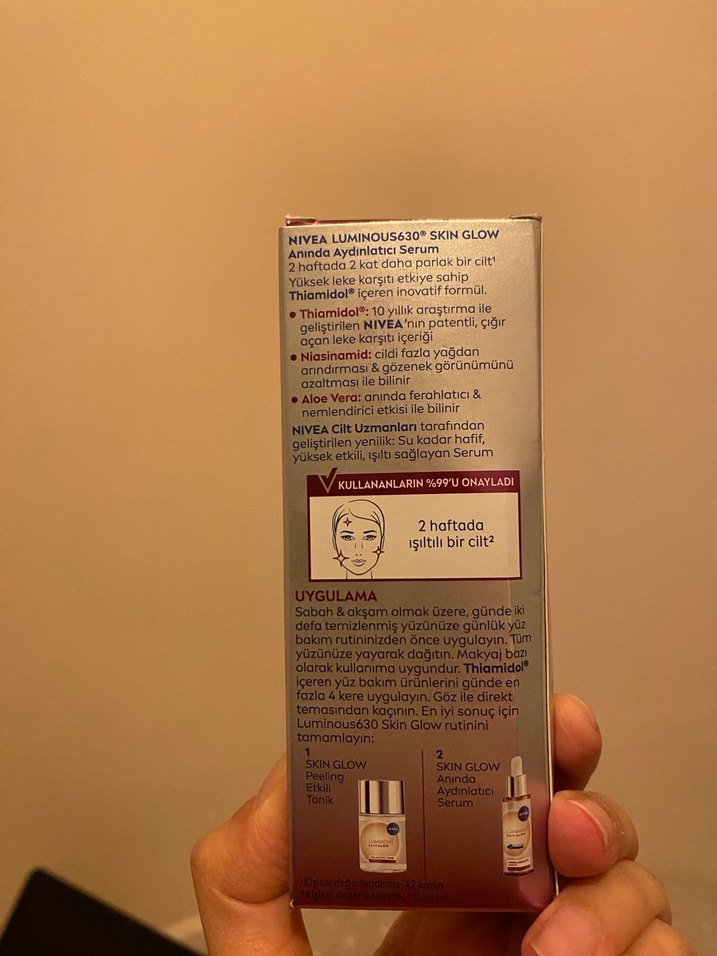 NIVEA LUMINOUS630® SKIN GLOW
Anında Aydınlatıcı Serum
2 haftada 2 kat daha parlak bir cilt¹
Yüksek leke karşıtı etkiye sahip
Thiamidol® içeren inovatif formül.
• Thiamidol®: 10 yıllık araştırma ile
geliştirilen NIVEA'nın patentli, çığır
açan leke karşıtı içeriği
• Niasinamid: cildi fazla yağdan
arındırması & gözenek görünümünü
azaltması ile bilinir
• Aloe Vera: anında ferahlatıcı &
nemlendirici etkisi ile bilinir
NIVEA Cilt Uzmanları tarafından
geliştirilen yenilik: Su kadar hafif,
yüksek etkili, ışıltı sağlayan Serum
KULLANANLARIN %99'U ONAYLADI
2 haftada
ışıltılı bir cilt²
UYGULAMA
Sabah & akşam olmak üzere, günde iki
defa temizlenmiş yüzünüze günlük yüz
bakım rutininizden önce uygulayın. Tüm
yüzünüze yayarak dağıtın. Makyaj bazı
olarak kullanıma uygundur. Thiamidol®
içeren yüz bakım ürünlerini günde en
fazla 4 kere uygulayın. Göz ile direkt
temasından kaçının. En iyi sonuç için
Luminous630 Skin Glow rutinini
tamamlayın:
1
SKIN GLOW
Peeling
Etkili
Tonik
NIVEA
LUMINOUS
SKIN GLOW
2
SKIN GLOW
Anında
Aydınlatıcı
Serum
LUMINOUS
SKIN GLOW
¹Kişisel değerlendirme, 42 kadın
²Kişisel değerlendirme, 110 kadın